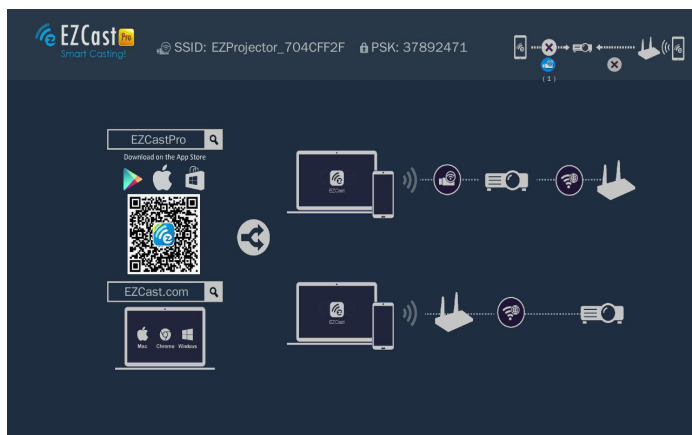 EZCast Pro
Smart Casting!
SSID: EZProjector_704CFF2F PSK: 37892471
(1)
EZCastPro
Download on the App Store
EZCast
EZCast.com
Mac Chrome Windows
EZCast